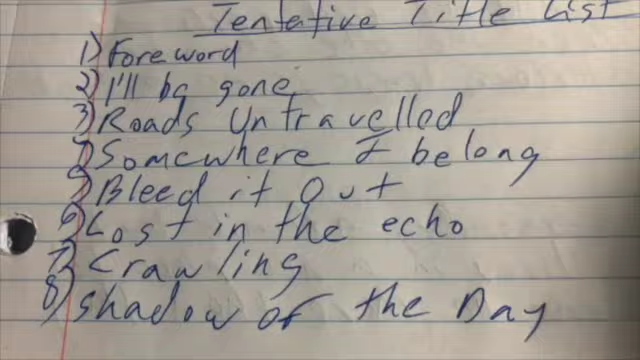 Tentative Title List
1) Foreword
2) I'll be gone
3) Roads Untravelled
4) Somewhere I belong
5) Bleed it Out
6) Lost in the echo
7) Crawling
8) Shadow of the Day